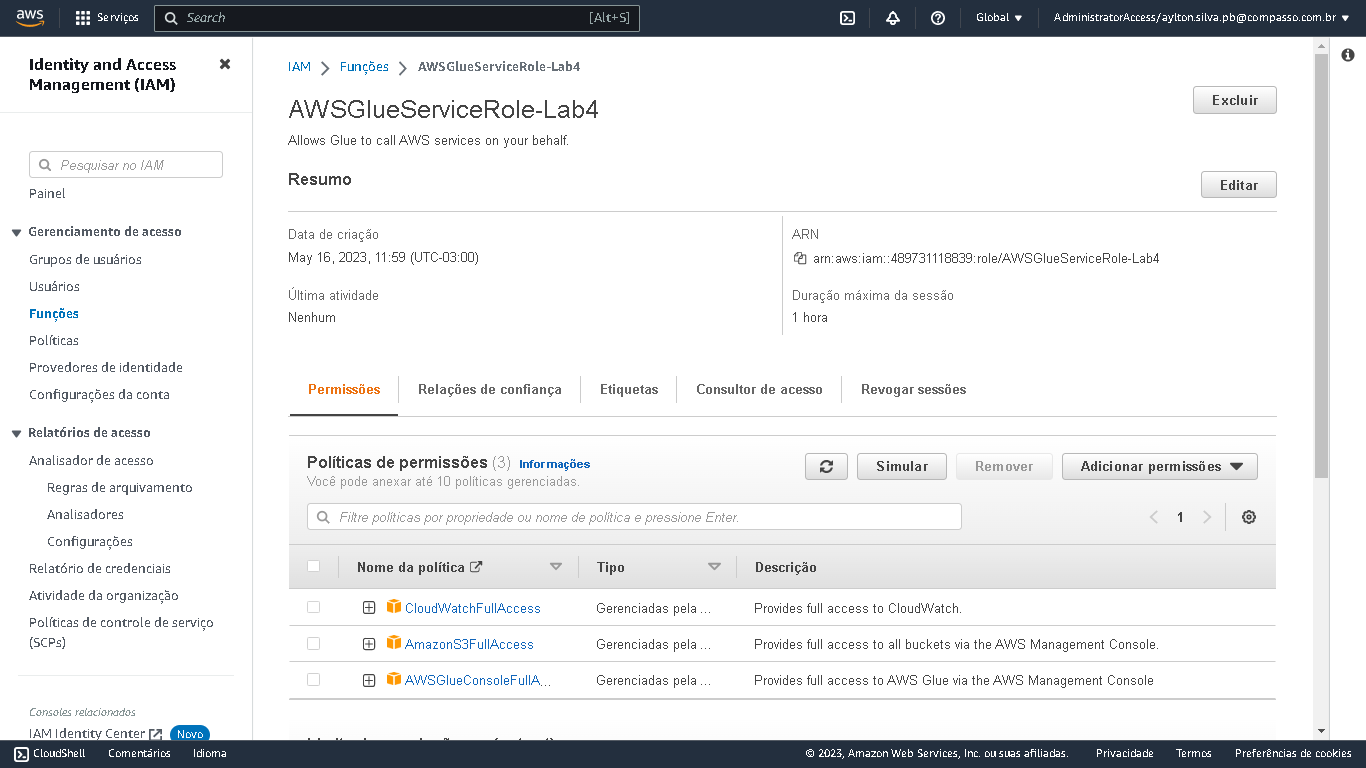 aws
Serviços
Search
[Alt+S]
Global
AdministratorAccess/aylton.silva.pb@compasso.com.br
Identity and Access
Management (IAM)
Pesquisar no IAM
Painel
Gerenciamento de acesso
Grupos de usuários
Usuários
Funções
Políticas
Provedores de identidade
Configurações da conta
Relatórios de acesso
Analisador de acesso
Regras de arquivamento
Analisadores
Configurações
Relatório de credenciais
Atividade da organização
Políticas de controle de serviço
(SCPs)
Consoles relacionados
IAM Identity Center
Novo
IAM > Funções > AWSGlueServiceRole-Lab4
AWSGlueServiceRole-Lab4
Excluir
Allows Glue to call AWS services on your behalf.
Resumo
Editar
Data de criação
May 16, 2023, 11:59 (UTC-03:00)
ARN
arn:aws:iam::489731118839:role/AWSGlueServiceRole-Lab4
Última atividade
Nenhum
Duração máxima da sessão
1 hora
Permissões
Relações de confiança
Etiquetas
Consultor de acesso
Revogar sessões
Políticas de permissões (3) Informações
Você pode anexar até 10 políticas gerenciadas.
Simular
Remover
Adicionar permissões
Filtre políticas por propriedade ou nome de política e pressione Enter.
1
Nome da política
Tipo
Descrição
CloudWatchFullAccess
Gerenciadas pela ...
Provides full access to CloudWatch.
AmazonS3FullAccess
Gerenciadas pela ...
Provides full access to all buckets via the AWS Management Console.
AWSGlueConsoleFullA...
Gerenciadas pela ...
Provides full access to AWS Glue via the AWS Management Console
CloudShell
Comentários
Idioma
© 2023, Amazon Web Services, Inc. ou suas afiliadas.
Privacidade
Termos
Preferências de cookies